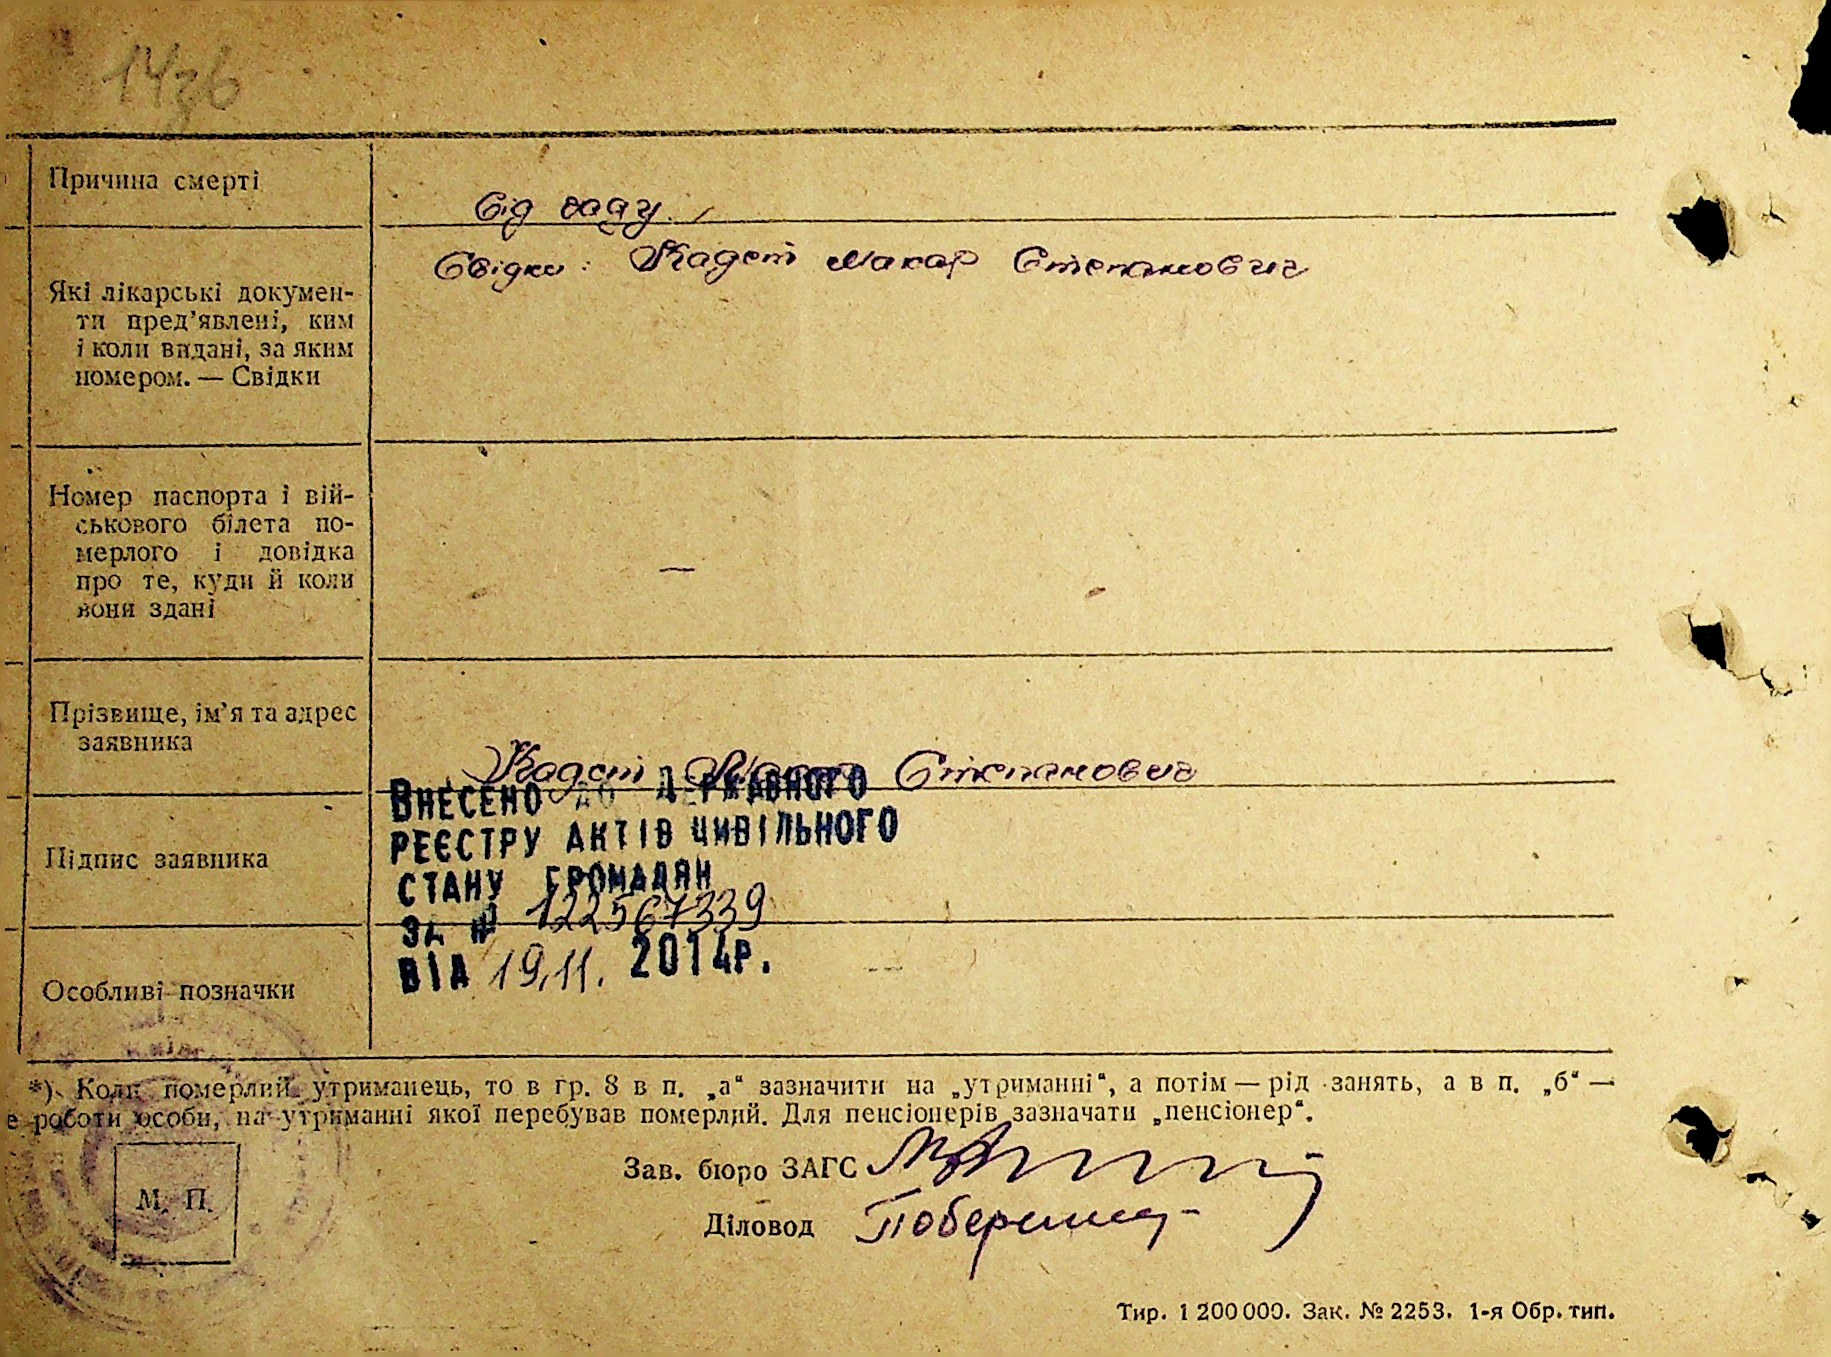 14зв
Причина смерті
Від ваду.
Які лікарські докумен-
ти пред’явлені, ким
і коли видані, за яким
номером. — Свідки
Свідки: Кадет Макар Степанович
Номер паспорта і вій-
ськового білета по-
мерлого і довідка
про те, куди й коли
вони здані
—
Прізвище, ім’я та адрес
заявника
Кадет Макар Степанович
Підпис заявника
ВНЕСЕНО ДО ДЕРЖАВНОГО
РЕЄСТРУ АКТІВ ЦИВІЛЬНОГО
СТАНУ ГРОМАДЯН
ЗА № 122567339
ВІД 19.11. 2014Р.
Особливі позначки
*) Коли померлий утриманець, то в гр. 8 в п. „а“ зазначити на „утриманні“, а потім — рід занять, а в п. „б“ —
е роботи особи, на утриманні якої перебував померлий. Для пенсіонерів зазначати „пенсіонер“.
М. П.
Зав. бюро ЗАГС
Діловод
Тир. 1 200 000. Зак. № 2253. 1-я Обр. тип.